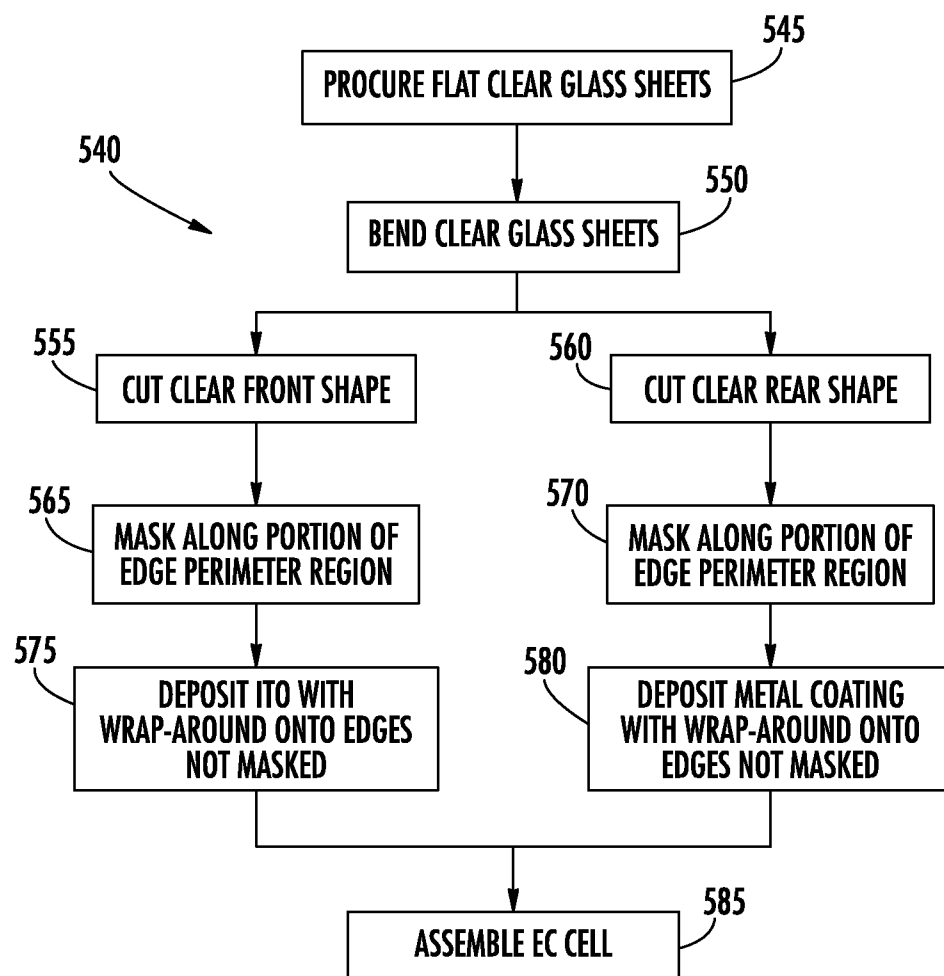 545
PROCURE FLAT CLEAR GLASS SHEETS
540
550
BEND CLEAR GLASS SHEETS
555
CUT CLEAR FRONT SHAPE
560
CUT CLEAR REAR SHAPE
565
MASK ALONG PORTION OF
EDGE PERIMETER REGION
570
MASK ALONG PORTION OF
EDGE PERIMETER REGION
575
DEPOSIT ITO WITH
WRAP-AROUND ONTO EDGES
NOT MASKED
580
DEPOSIT METAL COATING
WITH WRAP-AROUND ONTO
EDGES NOT MASKED
585
ASSEMBLE EC CELL